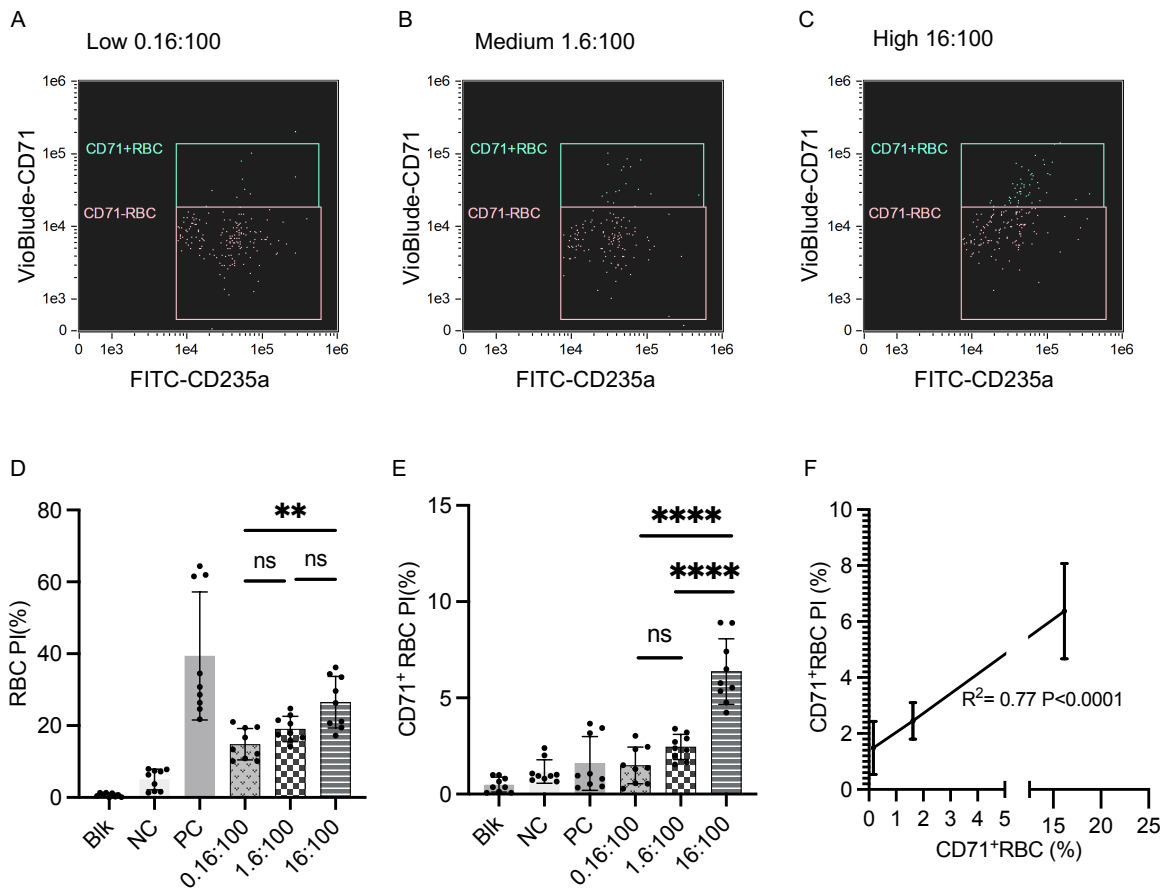 A
Low 0.16:100
VioBlude-CD71
1e6
1e5
1e4
1e3
0
CD71+RBC
CD71-RBC
0 1e3 1e4 1e5 1e6
FITC-CD235a
B
Medium 1.6:100
VioBlude-CD71
1e6
1e5
1e4
1e3
0
CD71+RBC
CD71-RBC
0 1e3 1e4 1e5 1e6
FITC-CD235a
C
High 16:100
VioBlude-CD71
1e6
1e5
1e4
1e3
0
CD71+RBC
CD71-RBC
0 1e3 1e4 1e5 1e6
FITC-CD235a
D
RBC PI(%)
80
60
40
20
0
**
ns
ns
Blk NC PC 0.16:100 1.6:100 16:100
E
CD71+ RBC PI(%)
15
10
5
0
****
****
ns
Blk NC PC 0.16:100 1.6:100 16:100
F
CD71+RBC PI (%)
10
8
6
4
2
0
R2= 0.77 P<0.0001
0 1 2 3 4 5 15 20 25
CD71+RBC (%)